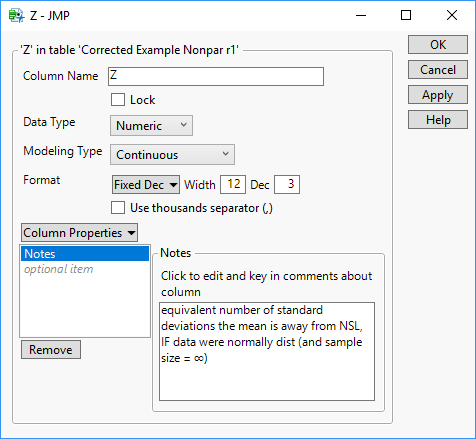 Z - JMP
'Z' in table 'Corrected Example Nonpar r1'
OK
Cancel
Apply
Help
Column Name Z
Lock
Data Type Numeric
Modeling Type Continuous
Format Fixed Dec Width 12 Dec 3
Use thousands separator (,)
Column Properties
Notes
optional item
Remove
Notes
Click to edit and key in comments about
column
equivalent number of standard
deviations the mean is away from NSL,
IF data were normally dist (and sample
size = ∞)